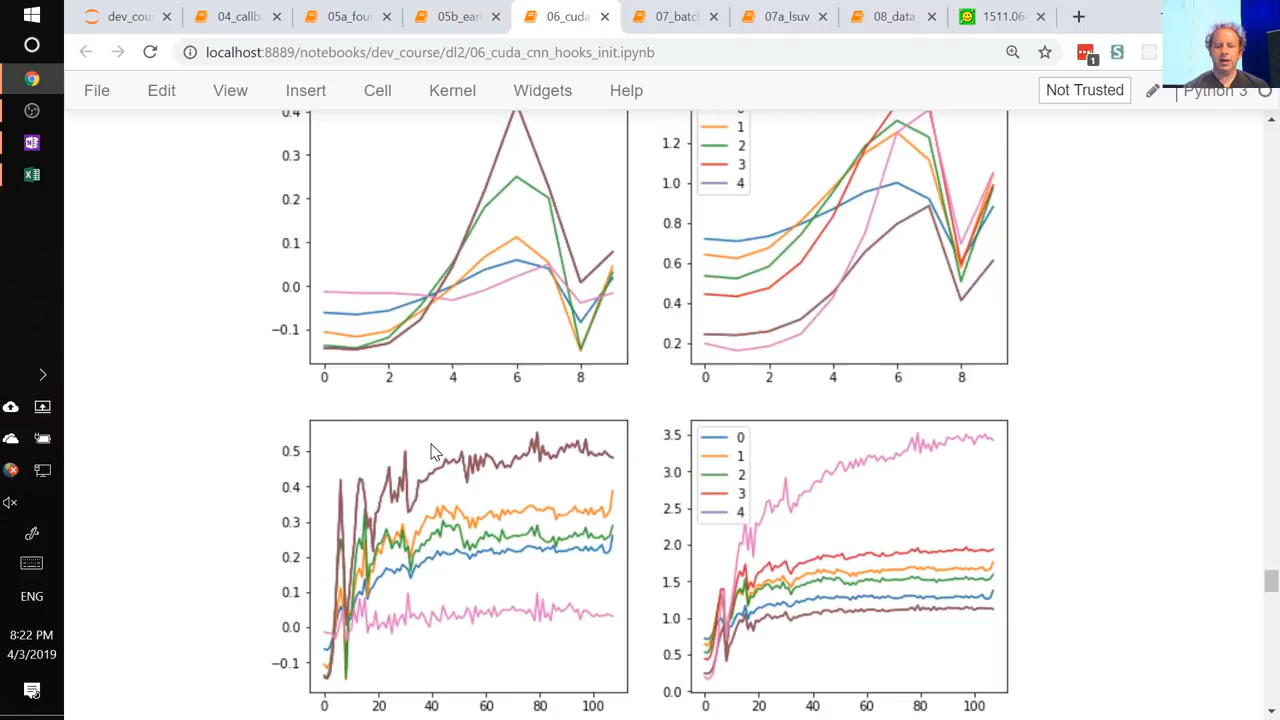 dev_cour
04_callb
05a_fou
05b_earl
06_cuda
07_batcl
07a_lsuv
08_data_
1511.06
localhost:8889/notebooks/dev_course/dl2/06_cuda_cnn_hooks_init.ipynb
1
File Edit View Insert Cell Kernel Widgets Help
Not Trusted
Python 3
0.4
0.3
0.2
0.1
0.0
−0.1
0 2 4 6 8
1.2
1.0
0.8
0.6
0.4
0.2
0
1
2
3
4
0 2 4 6 8
0.5
0.4
0.3
0.2
0.1
0.0
−0.1
0 20 40 60 80 100
3.5
3.0
2.5
2.0
1.5
1.0
0.5
0.0
0
1
2
3
4
0 20 40 60 80 100
ENG
8:22 PM
4/3/2019